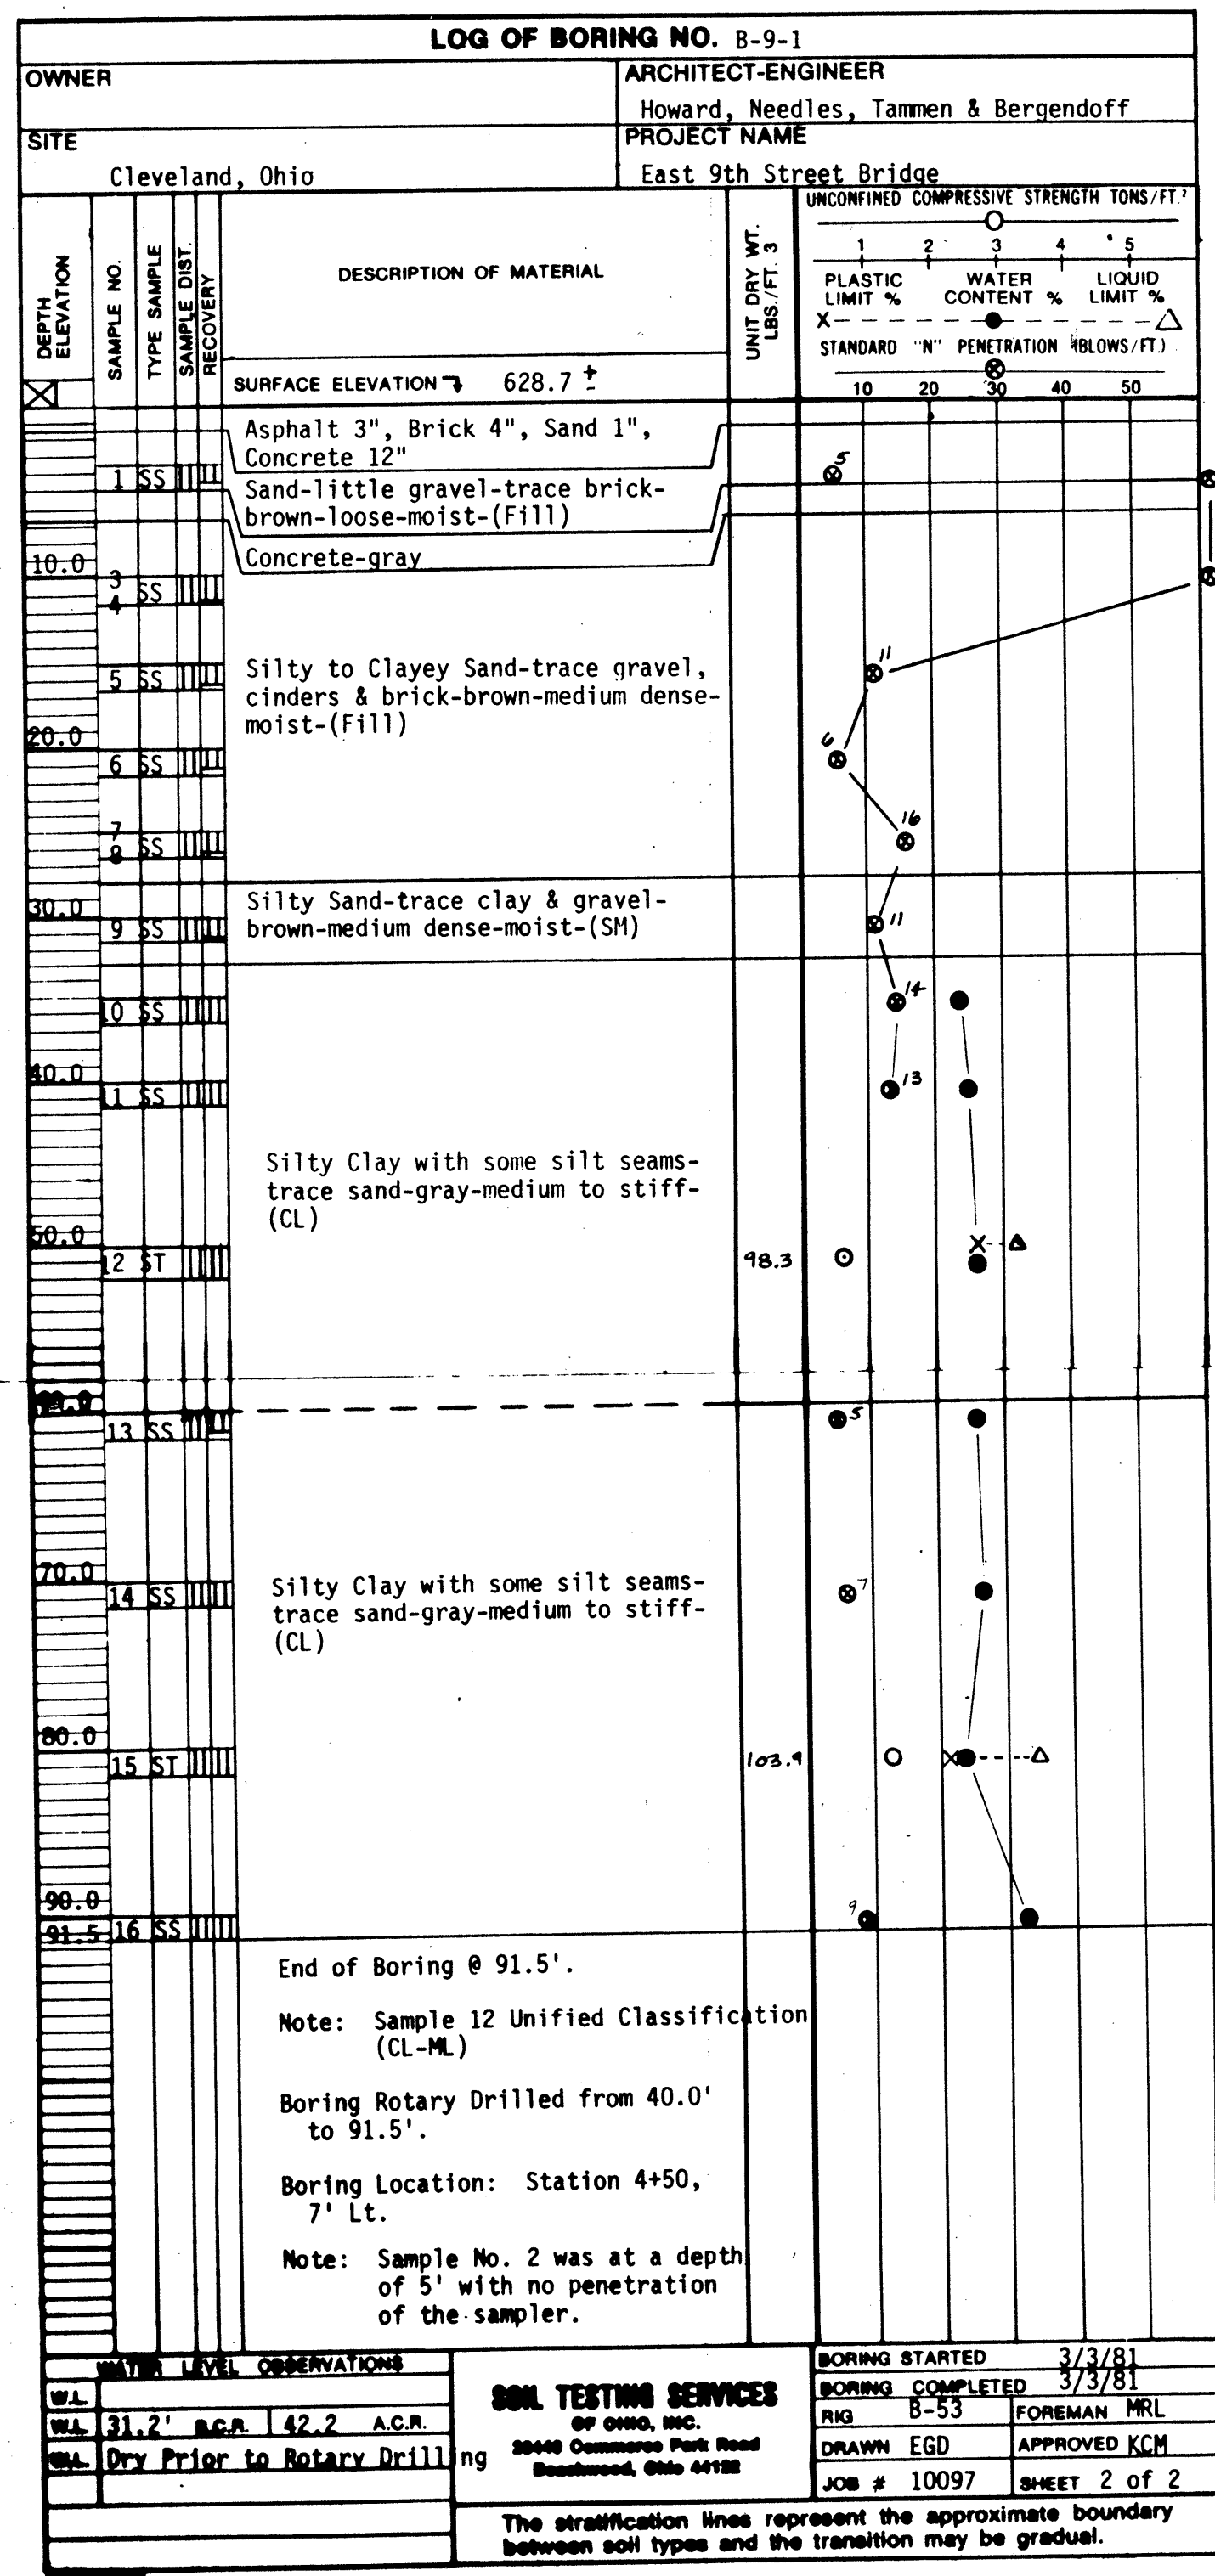 LOG OF BORING NO. B-9-1
OWNER
ARCHITECT-ENGINEER
Howard, Needles, Tammen & Bergendoff
SITE
Cleveland, Ohio
PROJECT NAME
East 9th Street Bridge
DEPTH
ELEVATION
SAMPLE NO.
TYPE SAMPLE
SAMPLE DIST.
RECOVERY
DESCRIPTION OF MATERIAL
SURFACE ELEVATION 628.7 ±
UNIT DRY WT.
LBS./FT. 3
UNCONFINED COMPRESSIVE STRENGTH TONS/FT.²
1 2 3 4 5
PLASTIC WATER LIQUID
LIMIT % CONTENT % LIMIT %
STANDARD "N" PENETRATION (BLOWS/FT.)
10 20 30 40 50
Asphalt 3", Brick 4", Sand 1",
Concrete 12"
1 SS 5
Sand-little gravel-trace brick-
brown-loose-moist-(Fill)
Concrete-gray
10.0
3
4 SS
5 SS 11
Silty to Clayey Sand-trace gravel,
cinders & brick-brown-medium dense-
moist-(Fill)
20.0
6 SS 6
7
8 SS 16
Silty Sand-trace clay & gravel-
brown-medium dense-moist-(SM)
30.0
9 SS 11
10 SS 14
40.0
11 SS 13
Silty Clay with some silt seams-
trace sand-gray-medium to stiff-
(CL)
50.0
12 ST 98.3
13 SS 5
70.0
14 SS 7
Silty Clay with some silt seams-
trace sand-gray-medium to stiff-
(CL)
80.0
15 ST 103.9
90.0
91.5 16 SS 9
End of Boring @ 91.5'.
Note: Sample 12 Unified Classification
(CL-ML)
Boring Rotary Drilled from 40.0'
to 91.5'.
Boring Location: Station 4+50,
7' Lt.
Note: Sample No. 2 was at a depth
of 5' with no penetration
of the sampler.
WATER LEVEL OBSERVATIONS
W.L.
W.L. 31.2' B.C.R. 42.2 A.C.R.
W.L. Dry Prior to Rotary Drilling
SOIL TESTING SERVICES
OF OHIO, INC.
Commerce Park Road
Beachwood, Ohio
BORING STARTED 3/3/81
BORING COMPLETED 3/3/81
RIG B-53 FOREMAN MRL
DRAWN EGD APPROVED KCM
JOB # 10097 SHEET 2 of 2
The stratification lines represent the approximate boundary
between soil types and the transition may be gradual.